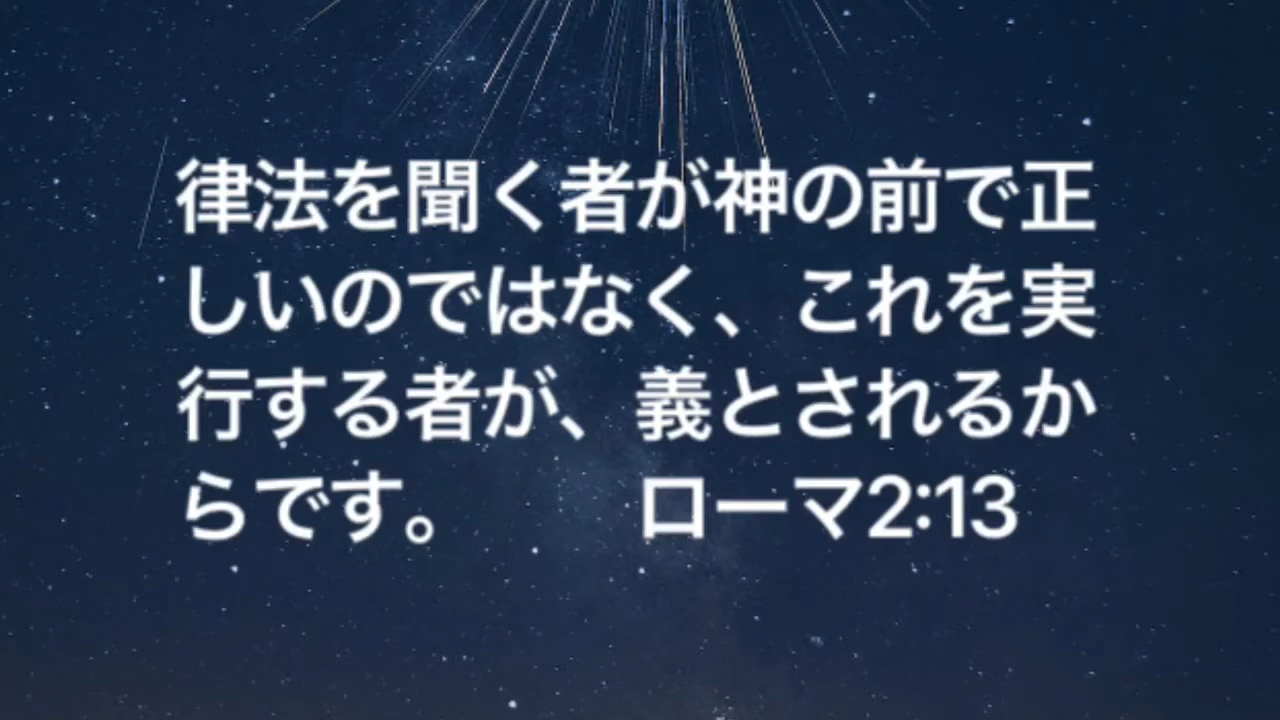 律法を聞く者が神の前で正
しいのではなく、これを実
行する者が、義とされるか
らです。　　　ローマ2:13